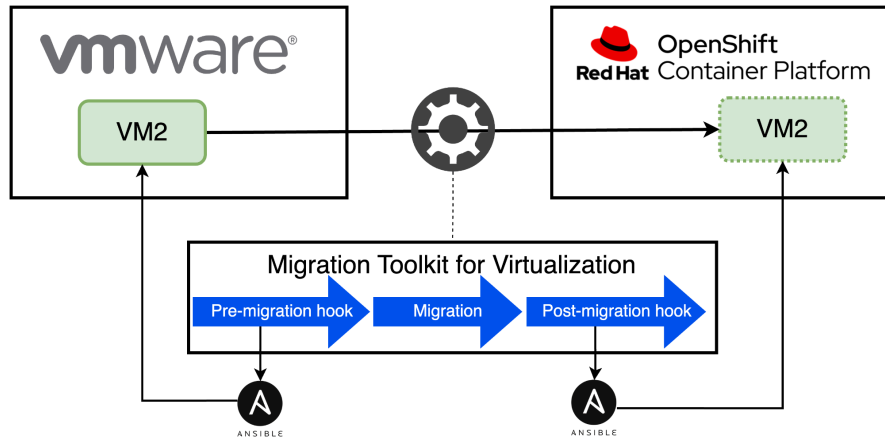 vmware®
VM2
Red Hat
OpenShift
Container Platform
VM2
Migration Toolkit for Virtualization
Pre-migration hook
Migration
Post-migration hook
ANSIBLE
ANSIBLE